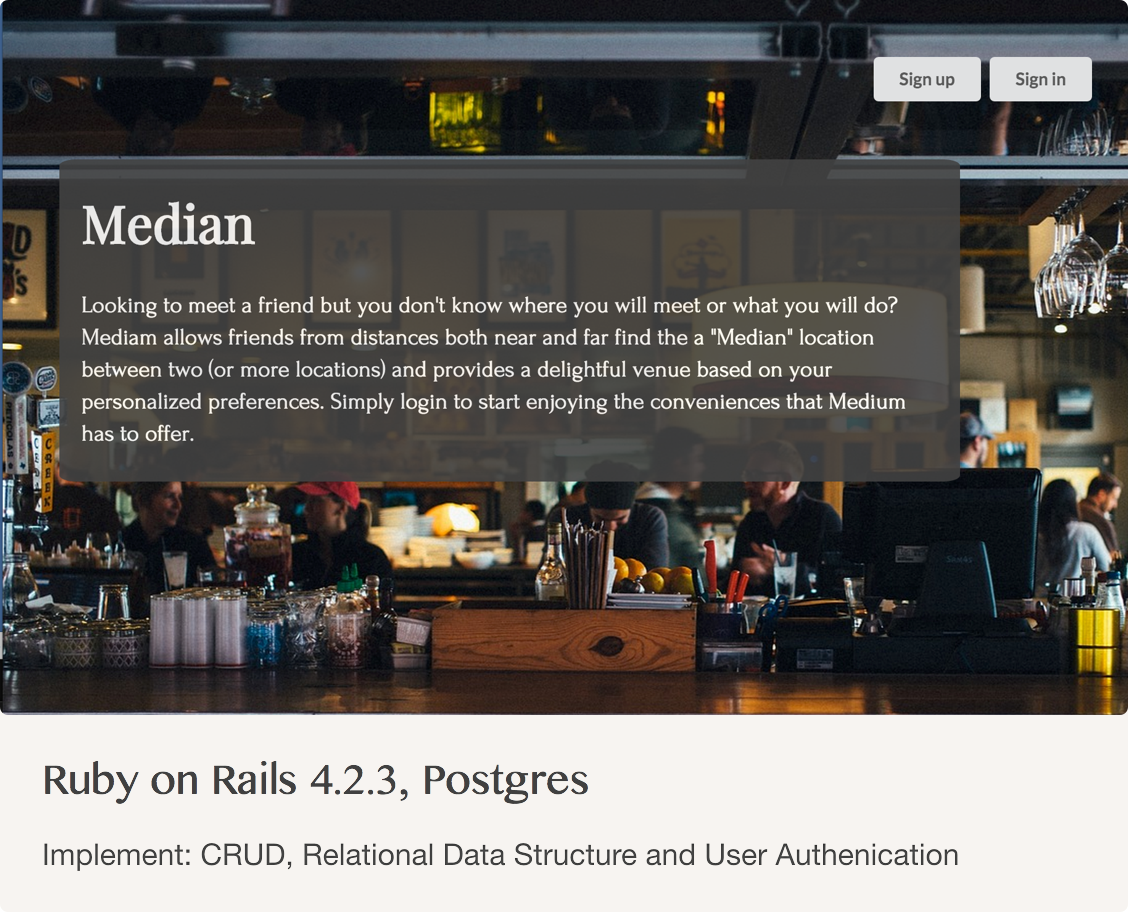 Sign up
Sign in
Median
Looking to meet a friend but you don't know where you will meet or what you will do?
Mediam allows friends from distances both near and far find the a "Median" location
between two (or more locations) and provides a delightful venue based on your
personalized preferences. Simply login to start enjoying the conveniences that Medium
has to offer.
CREEK
Ruby on Rails 4.2.3, Postgres
Implement: CRUD, Relational Data Structure and User Authenication